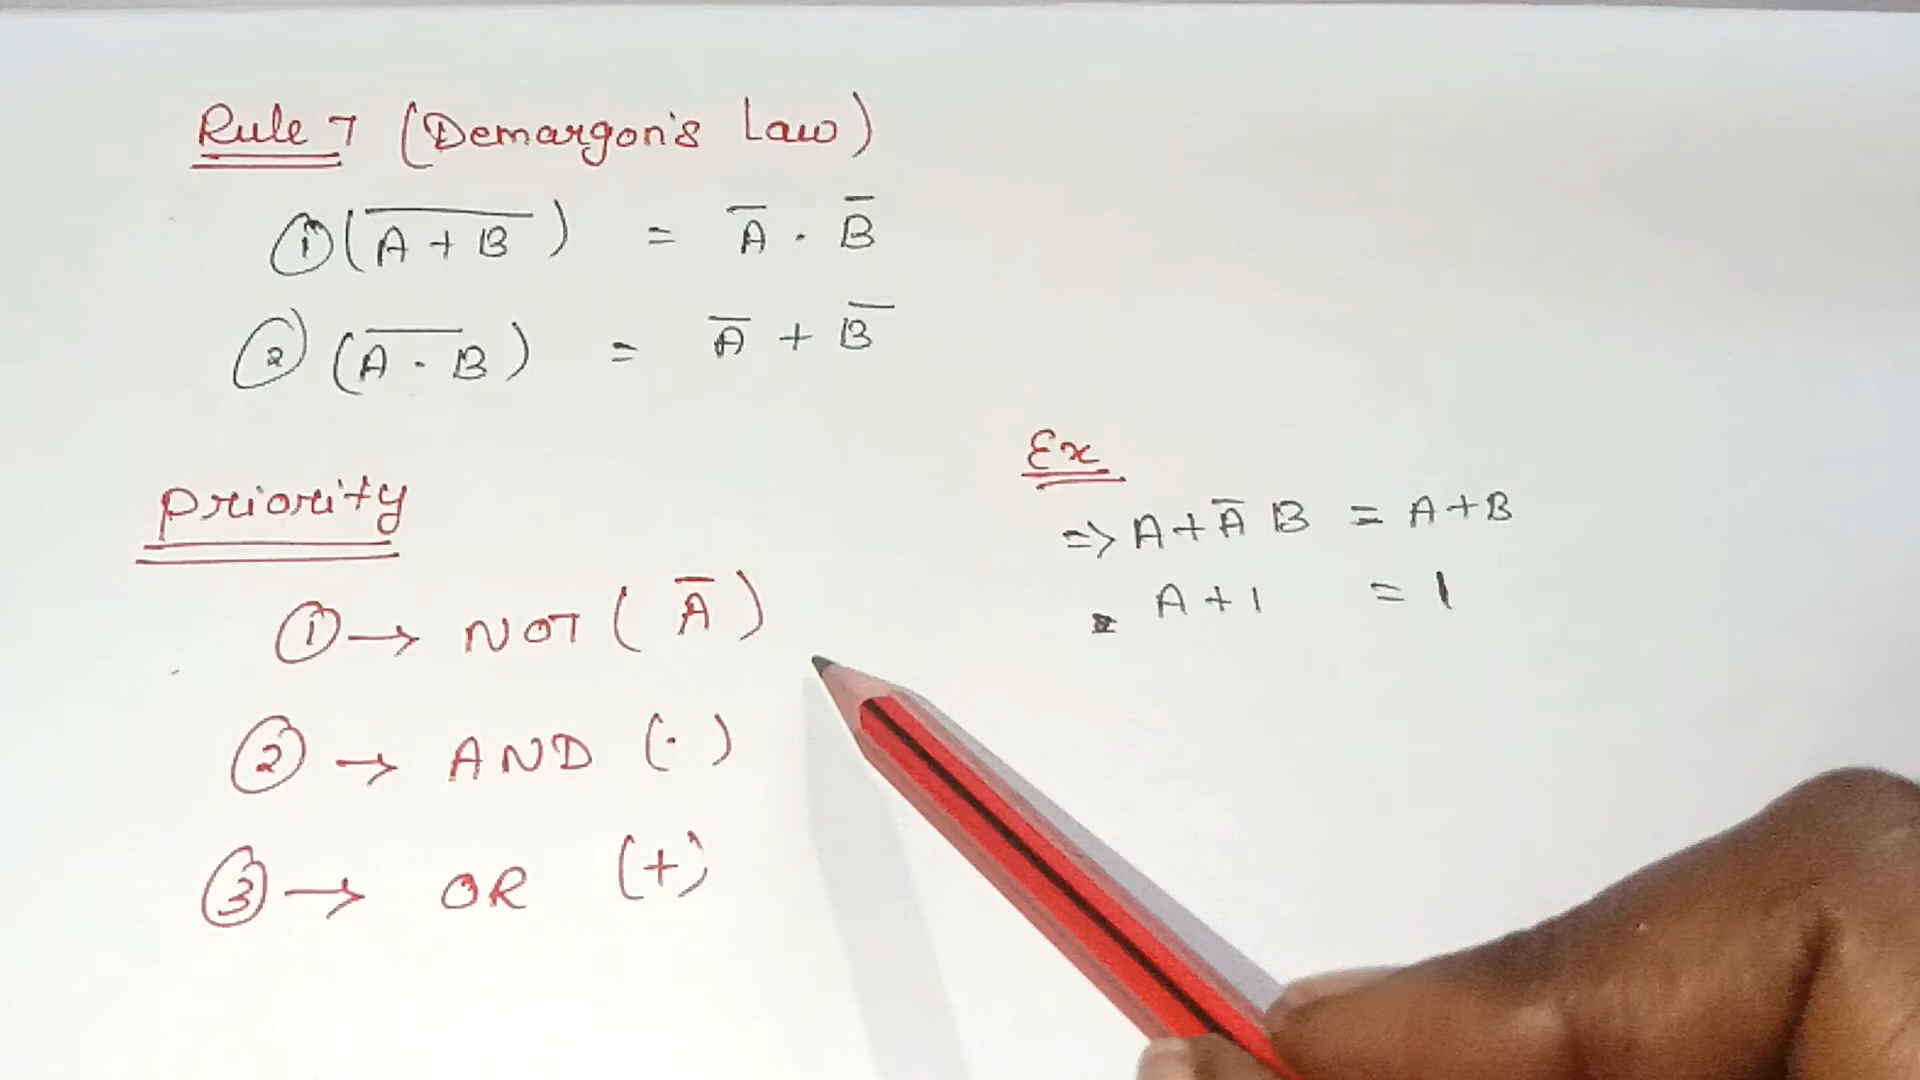 Rule 7 (Demargon's Law)
① (A̅ ̅+̅ ̅B̅) = A̅ . B̅
② (A̅ ̅.̅ B) = A̅ + B̅
Priority
① → NOT (A̅)
② → AND (.)
③ → OR (+)
Ex
=> A + A̅ B = A + B
A + 1 = 1